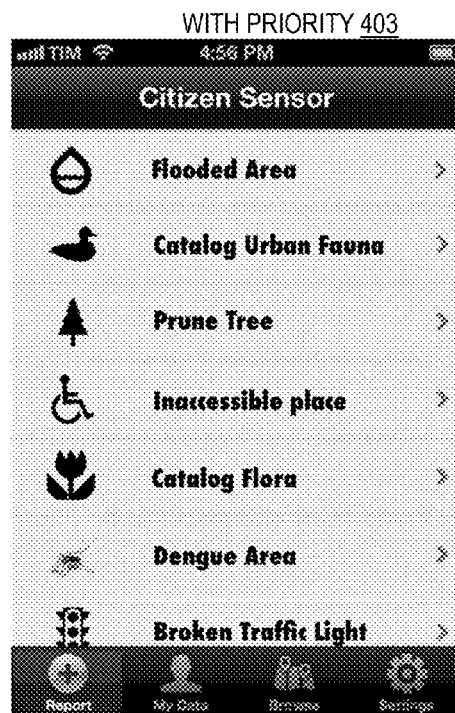 WITH PRIORITY 403
TIM 4:56 PM
Citizen Sensor
Flooded Area >
Catalog Urban Fauna >
Prune Tree >
Inaccessible place >
Catalog Flora >
Dengue Area >
Broken Traffic Light >
Report My Data Browse Settings